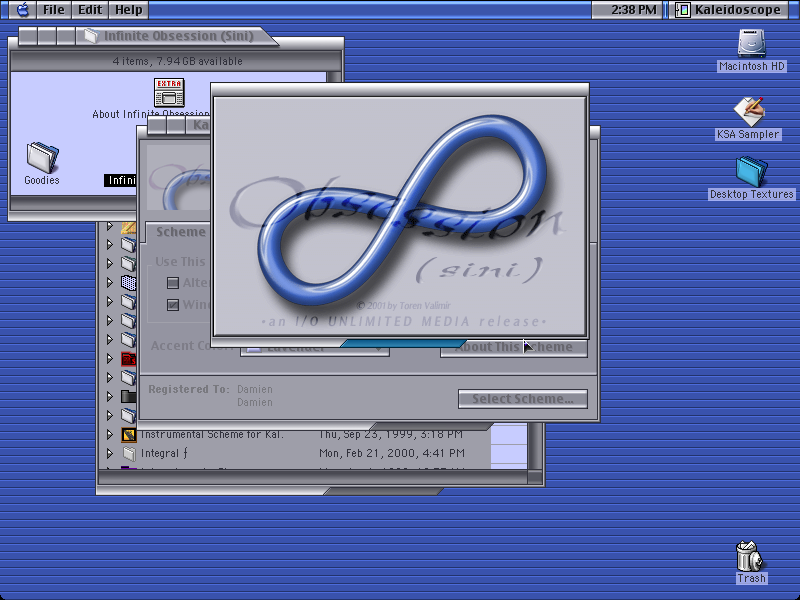 File Edit Help
2:38 PM
Kaleidoscope
Infinite Obsession (Sini)
4 items, 7.94 GB available
EXTRA
About Infinite Obsession
Goodies
Infini
Ka
Macintosh HD
KSA Sampler
Desktop Textures
Obsession
(sini)
© 2001 by Toren Vallmir
•an I/O UNLIMITED MEDIA release•
Scheme
Use This
Alte
Wind
Accent Color:
Lavender
About This Scheme
Registered To: Damien
Damien
Select Scheme...
Instrumental Scheme for Kal. Thu, Sep 23, 1999, 3:18 PM
Integral ƒ Mon, Feb 21, 2000, 4:41 PM
Trash